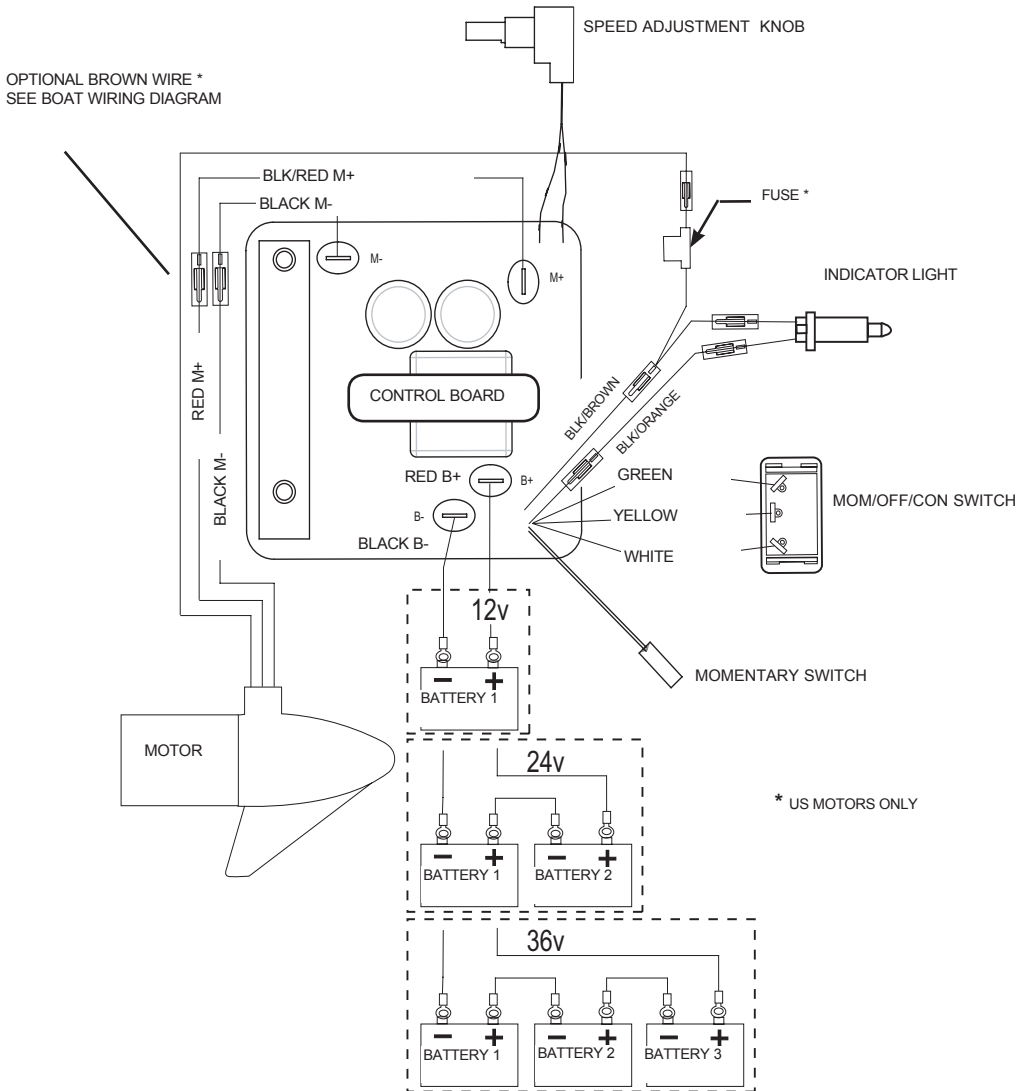 SPEED ADJUSTMENT KNOB
OPTIONAL BROWN WIRE *
SEE BOAT WIRING DIAGRAM
BLK/RED M+
BLACK M-
FUSE *
M-
M+
INDICATOR LIGHT
RED M+
BLACK M-
CONTROL BOARD
BLK/BROWN
BLK/ORANGE
RED B+
B+
GREEN
MOM/OFF/CON SWITCH
B-
YELLOW
BLACK B-
WHITE
12v
MOMENTARY SWITCH
- +
BATTERY 1
MOTOR
24v
* US MOTORS ONLY
- + - +
BATTERY 1 BATTERY 2
36v
- + - + - +
BATTERY 1 BATTERY 2 BATTERY 3